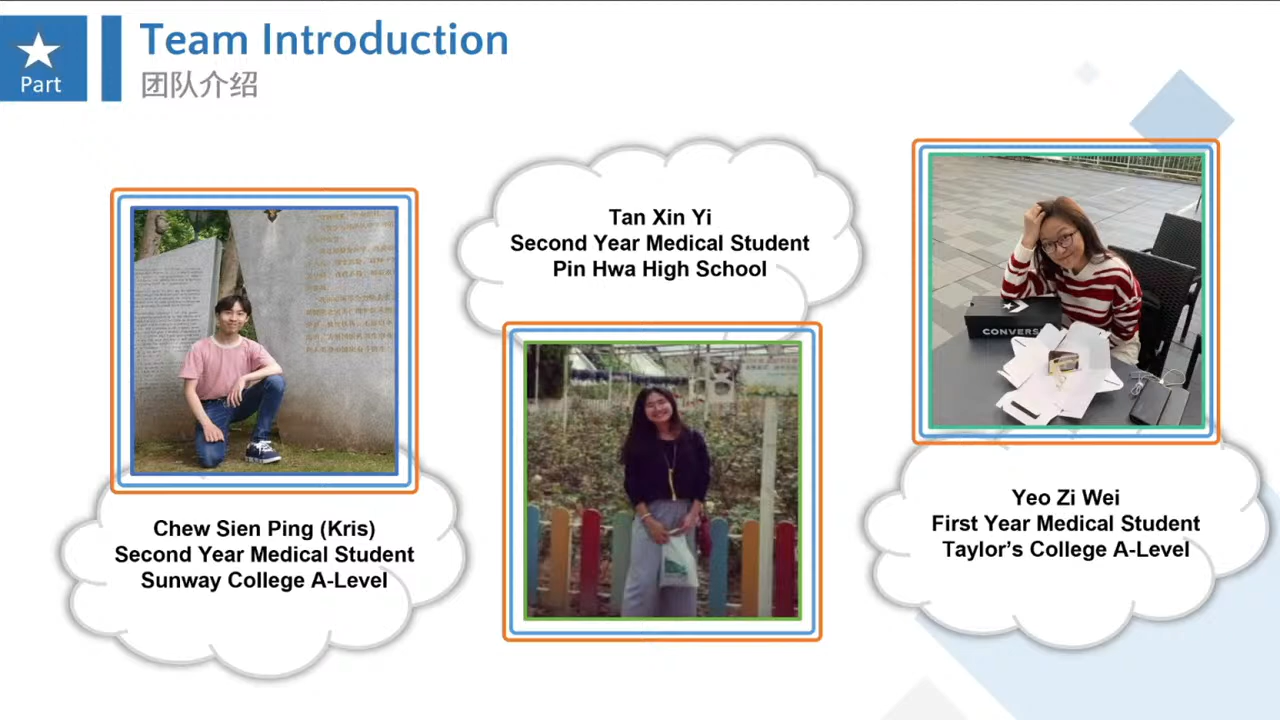 Part
Team Introduction
团队介绍
Chew Sien Ping (Kris)
Second Year Medical Student
Sunway College A-Level
Tan Xin Yi
Second Year Medical Student
Pin Hwa High School
CONVERS
Yeo Zi Wei
First Year Medical Student
Taylor’s College A-Level